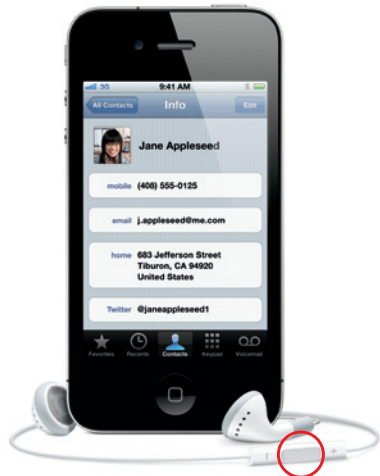 3G 9:41 AM
All Contacts Info Edit
Jane Appleseed
mobile (408) 555-0125
email j.appleseed@me.com
home 683 Jefferson Street
Tiburon, CA 94920
United States
Twitter @janeappleseed1
Favorites Recents Contacts Keypad Voicemail
- +